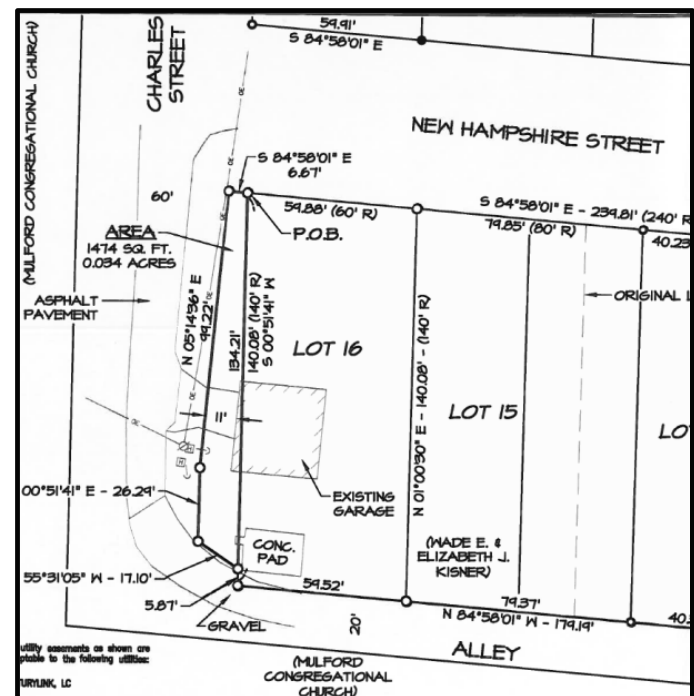 59.91'
S 84°58'01" E
(MULFORD CONGREGATIONAL CHURCH)
CHARLES
STREET
NEW HAMPSHIRE STREET
S 84°58'01" E
6.67'
60'
59.88' (60' R)
P.O.B.
S 84°58'01" E - 239.81' (240' R)
79.85' (80' R)
40.23
AREA
1474 SQ. FT.
0.034 ACRES
ASPHALT
PAVEMENT
ORIGINAL
N 05°14'36" E
99.22'
134.21'
140.08' (140' R)
S 00°51'41" W
LOT 16
LOT 15
LO
11'
N 01°00'30" E - 140.08' - (140' R)
00°51'41" E - 26.29'
EXISTING
GARAGE
CONC.
PAD
(WADE E. &
ELIZABETH J.
KISNER)
55°31'05" W - 17.10'
5.87'
59.52'
79.37'
N 84°58'01" W - 179.19'
40.
GRAVEL
20'
ALLEY
(MULFORD
CONGREGATIONAL
CHURCH)
utility easements as shown are
ptable to the following utilities:
TURYLINK, LC